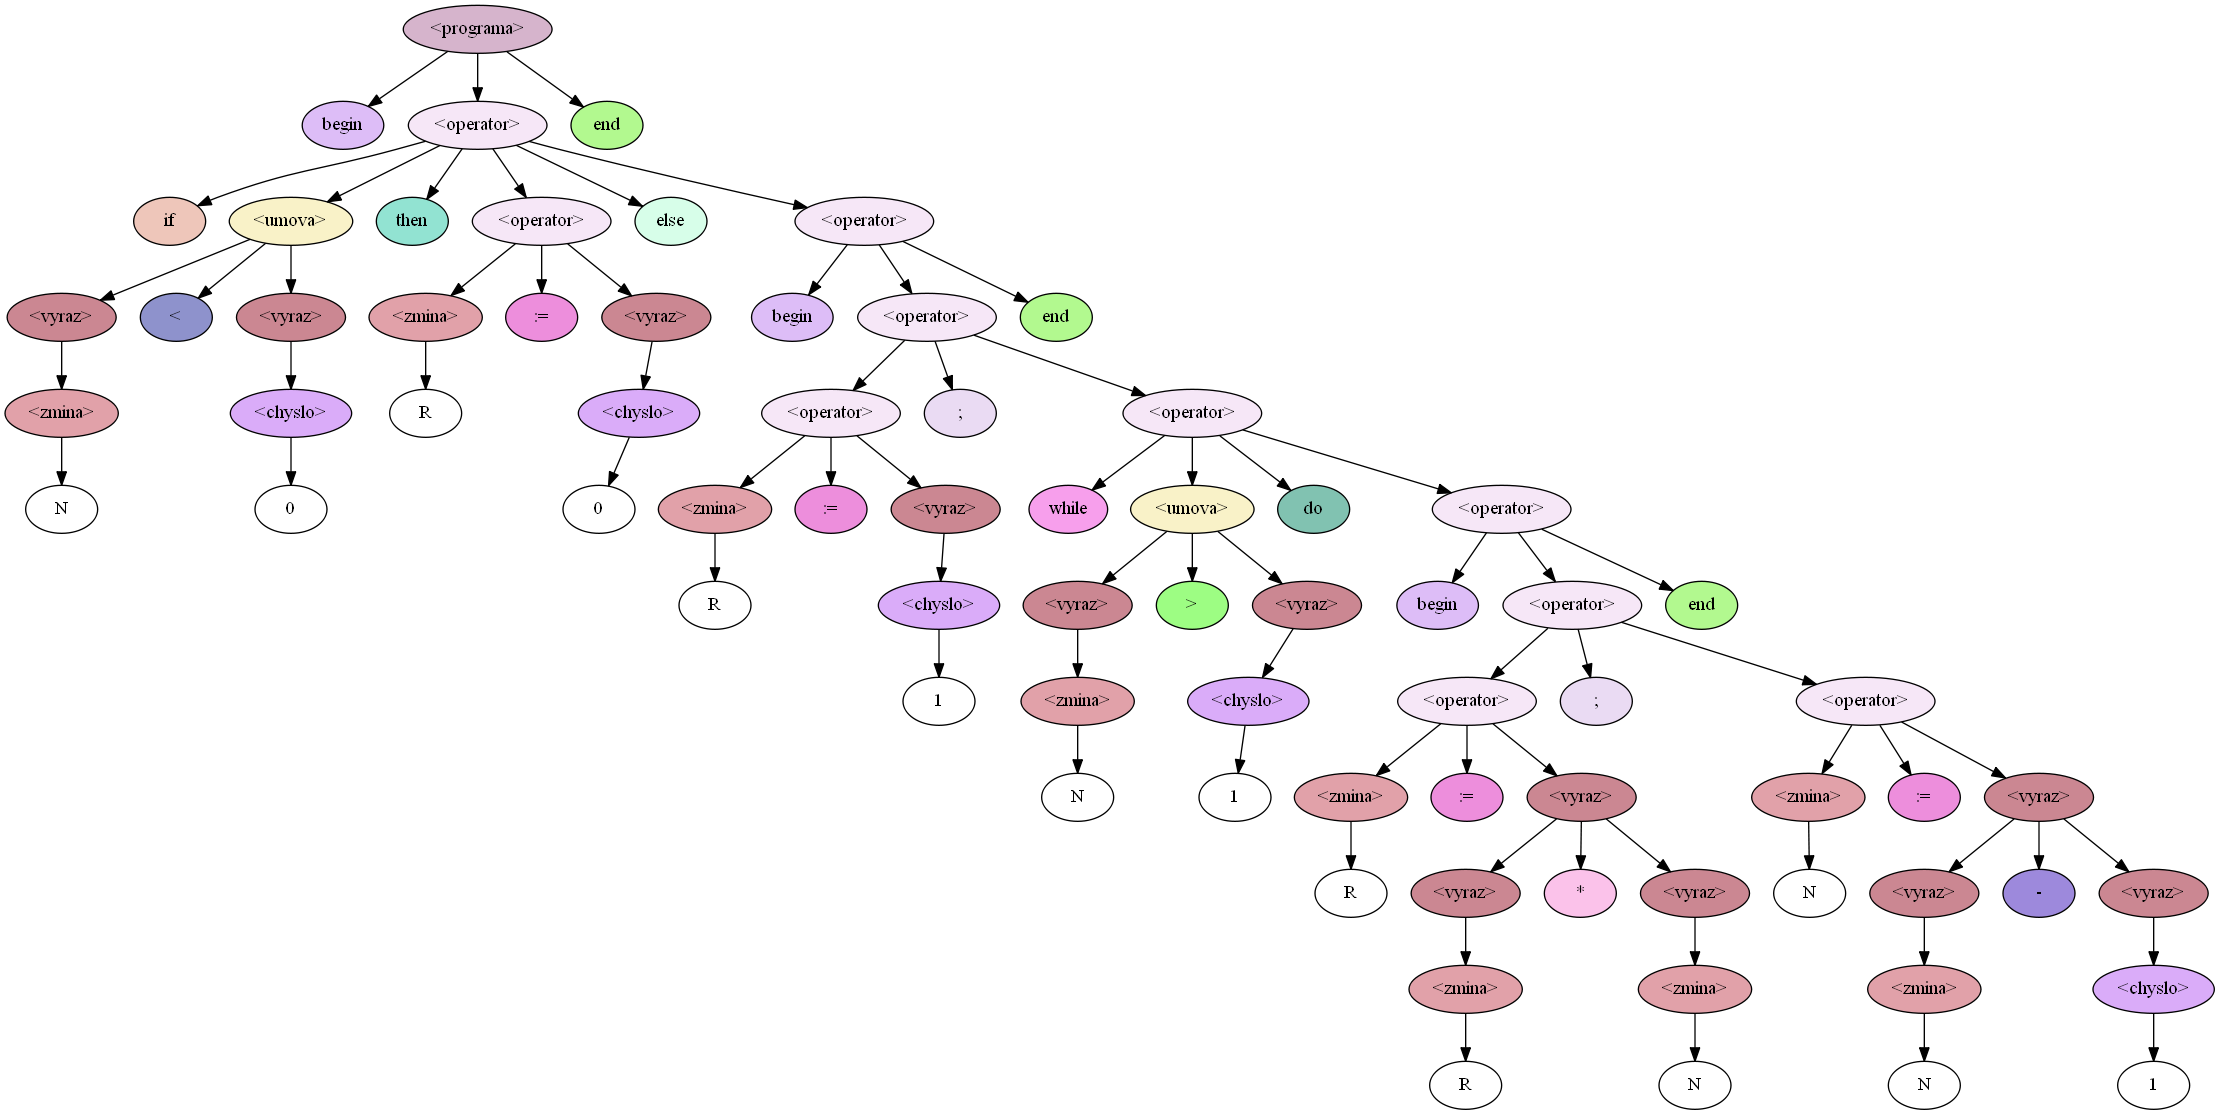 <programa>
begin <operator> end
if <umova> then <operator> else <operator>
<vyraz> < <vyraz> <zmina> := <vyraz> begin <operator> end
<zmina> <chyslo> R <chyslo> <operator> ; <operator>
N 0 0 <zmina> := <vyraz> while <umova> do <operator>
R <chyslo> <vyraz> > <vyraz> begin <operator> end
1 <zmina> <chyslo> <operator> ; <operator>
N 1 <zmina> := <vyraz> <zmina> := <vyraz>
R <vyraz> * <vyraz> N <vyraz> - <vyraz>
<zmina> <zmina> <zmina> <chyslo>
R N N 1